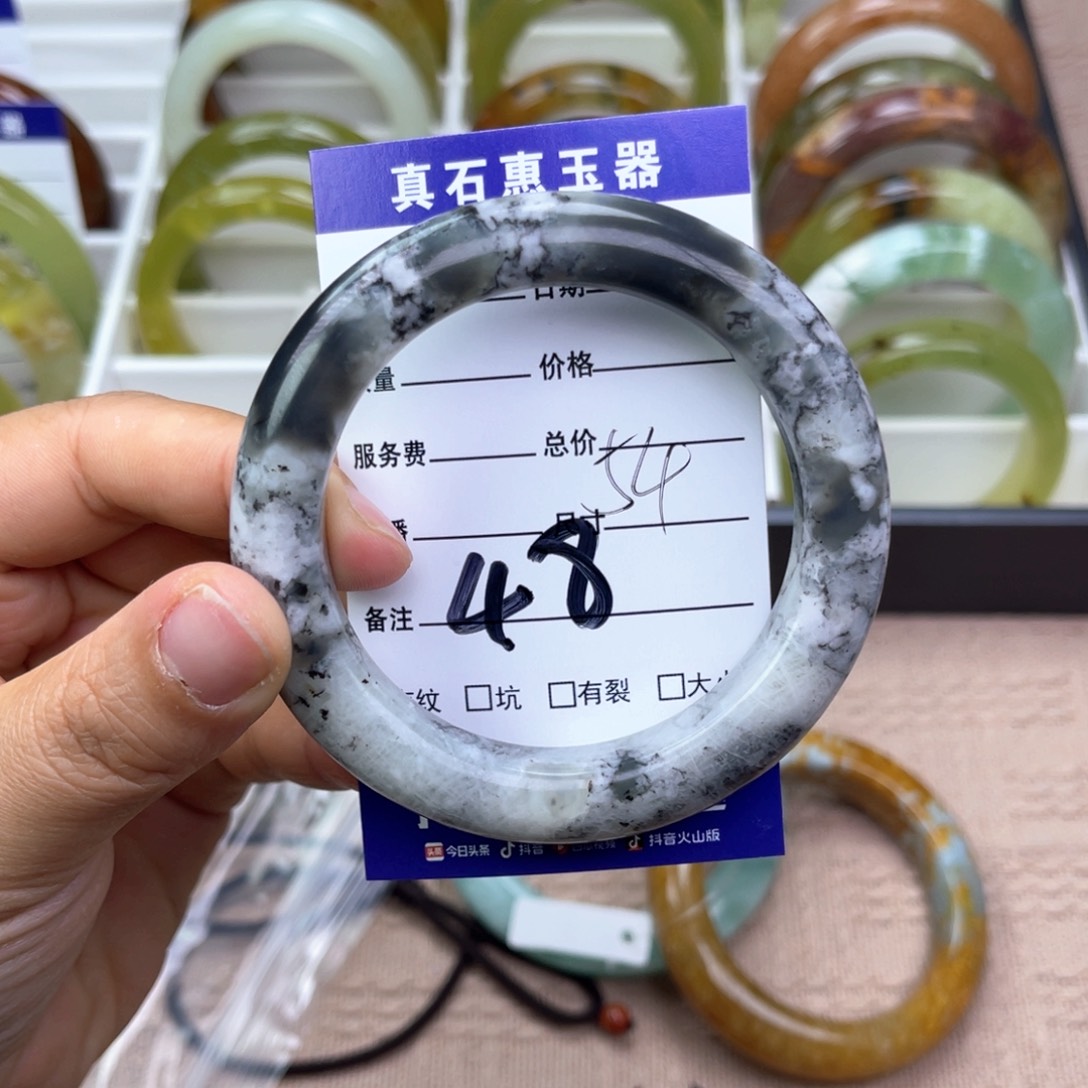 真石惠玉器
日期
量 价格
服务费 总价 54
尺寸
48
备注
纹 坑 有裂 大小
今日头条 抖音 抖音火山版